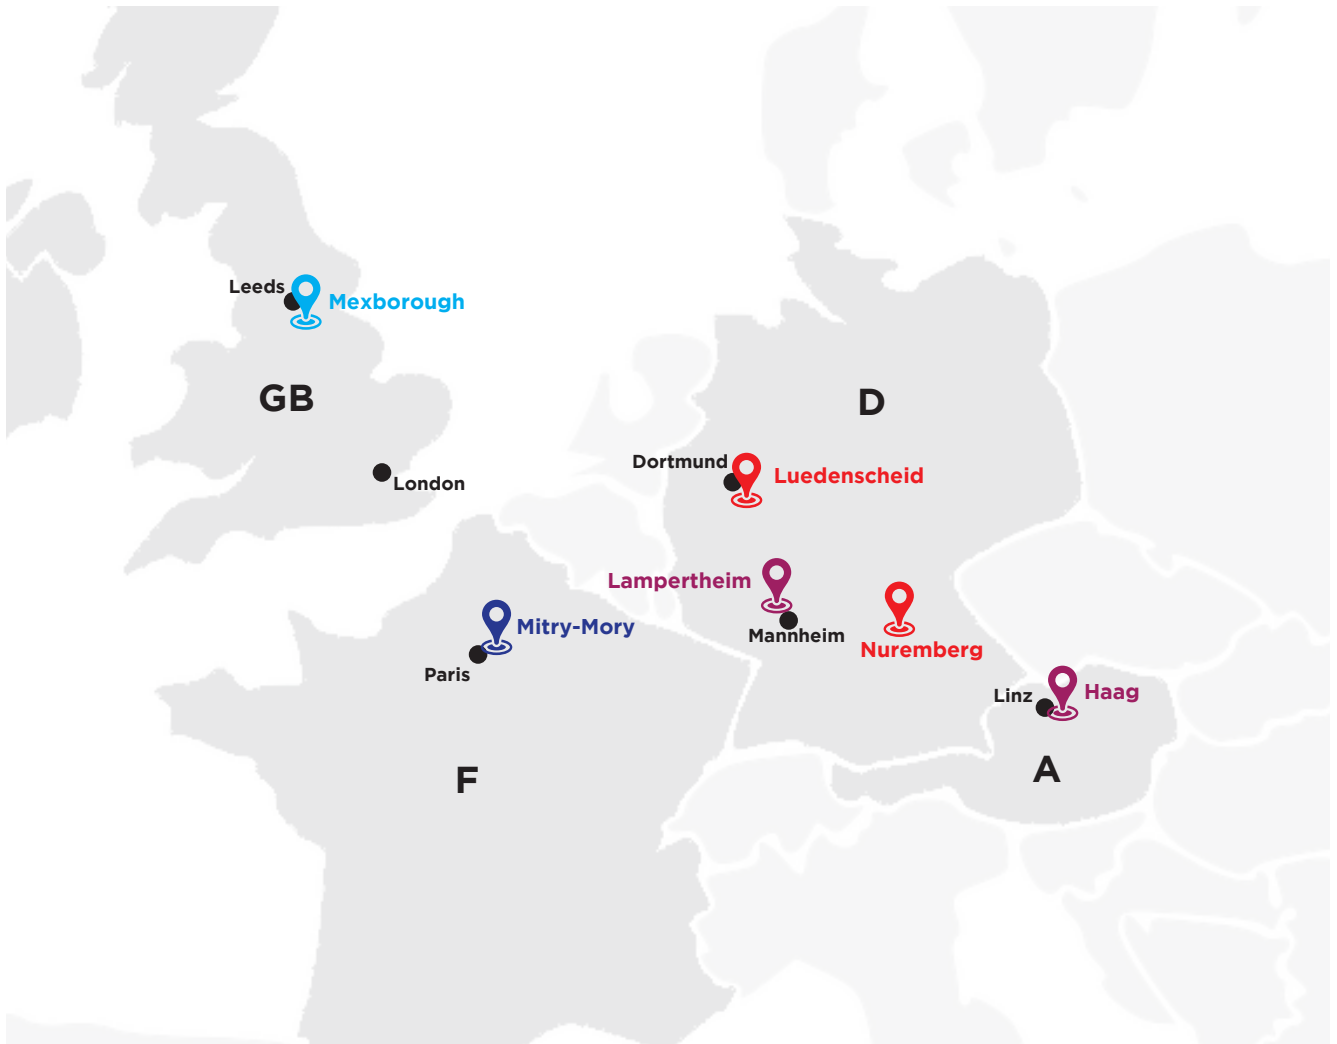 Leeds
Mexborough
GB
D
London
Dortmund
Luedenscheid
Lampertheim
Mannheim
Nuremberg
Mitry-Mory
Paris
Linz
Haag
F
A